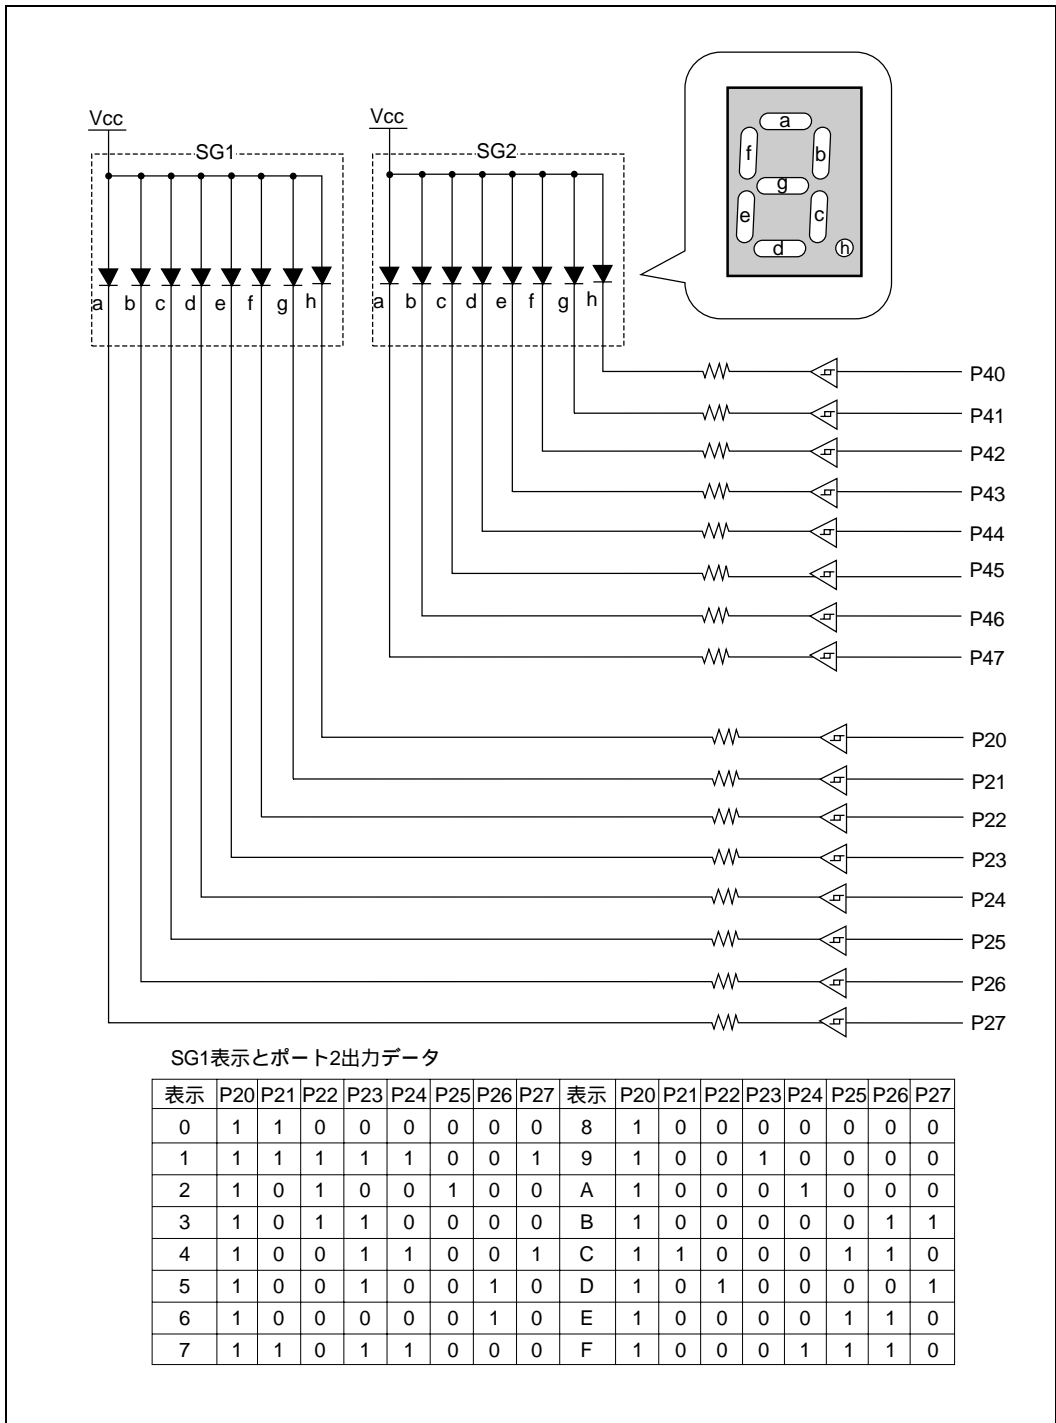 Vcc
Vcc
SG1
SG2
a
f
b
g
e
c
d
h
a b c d e f g h
a b c d e f g h
P40
P41
P42
P43
P44
P45
P46
P47
P20
P21
P22
P23
P24
P25
P26
P27
SG1表示とポート2出力データ
表示 P20 P21 P22 P23 P24 P25 P26 P27 表示 P20 P21 P22 P23 P24 P25 P26 P27
0 1 1 0 0 0 0 0 0 8 1 0 0 0 0 0 0 0
1 1 1 1 1 1 0 0 1 9 1 0 0 1 0 0 0 0
2 1 0 1 0 0 1 0 0 A 1 0 0 0 1 0 0 0
3 1 0 1 1 0 0 0 0 B 1 0 0 0 0 0 1 1
4 1 0 0 1 1 0 0 1 C 1 1 0 0 0 1 1 0
5 1 0 0 1 0 0 1 0 D 1 0 1 0 0 0 0 1
6 1 0 0 0 0 0 1 0 E 1 0 0 0 0 1 1 0
7 1 1 0 1 1 0 0 0 F 1 0 0 0 1 1 1 0